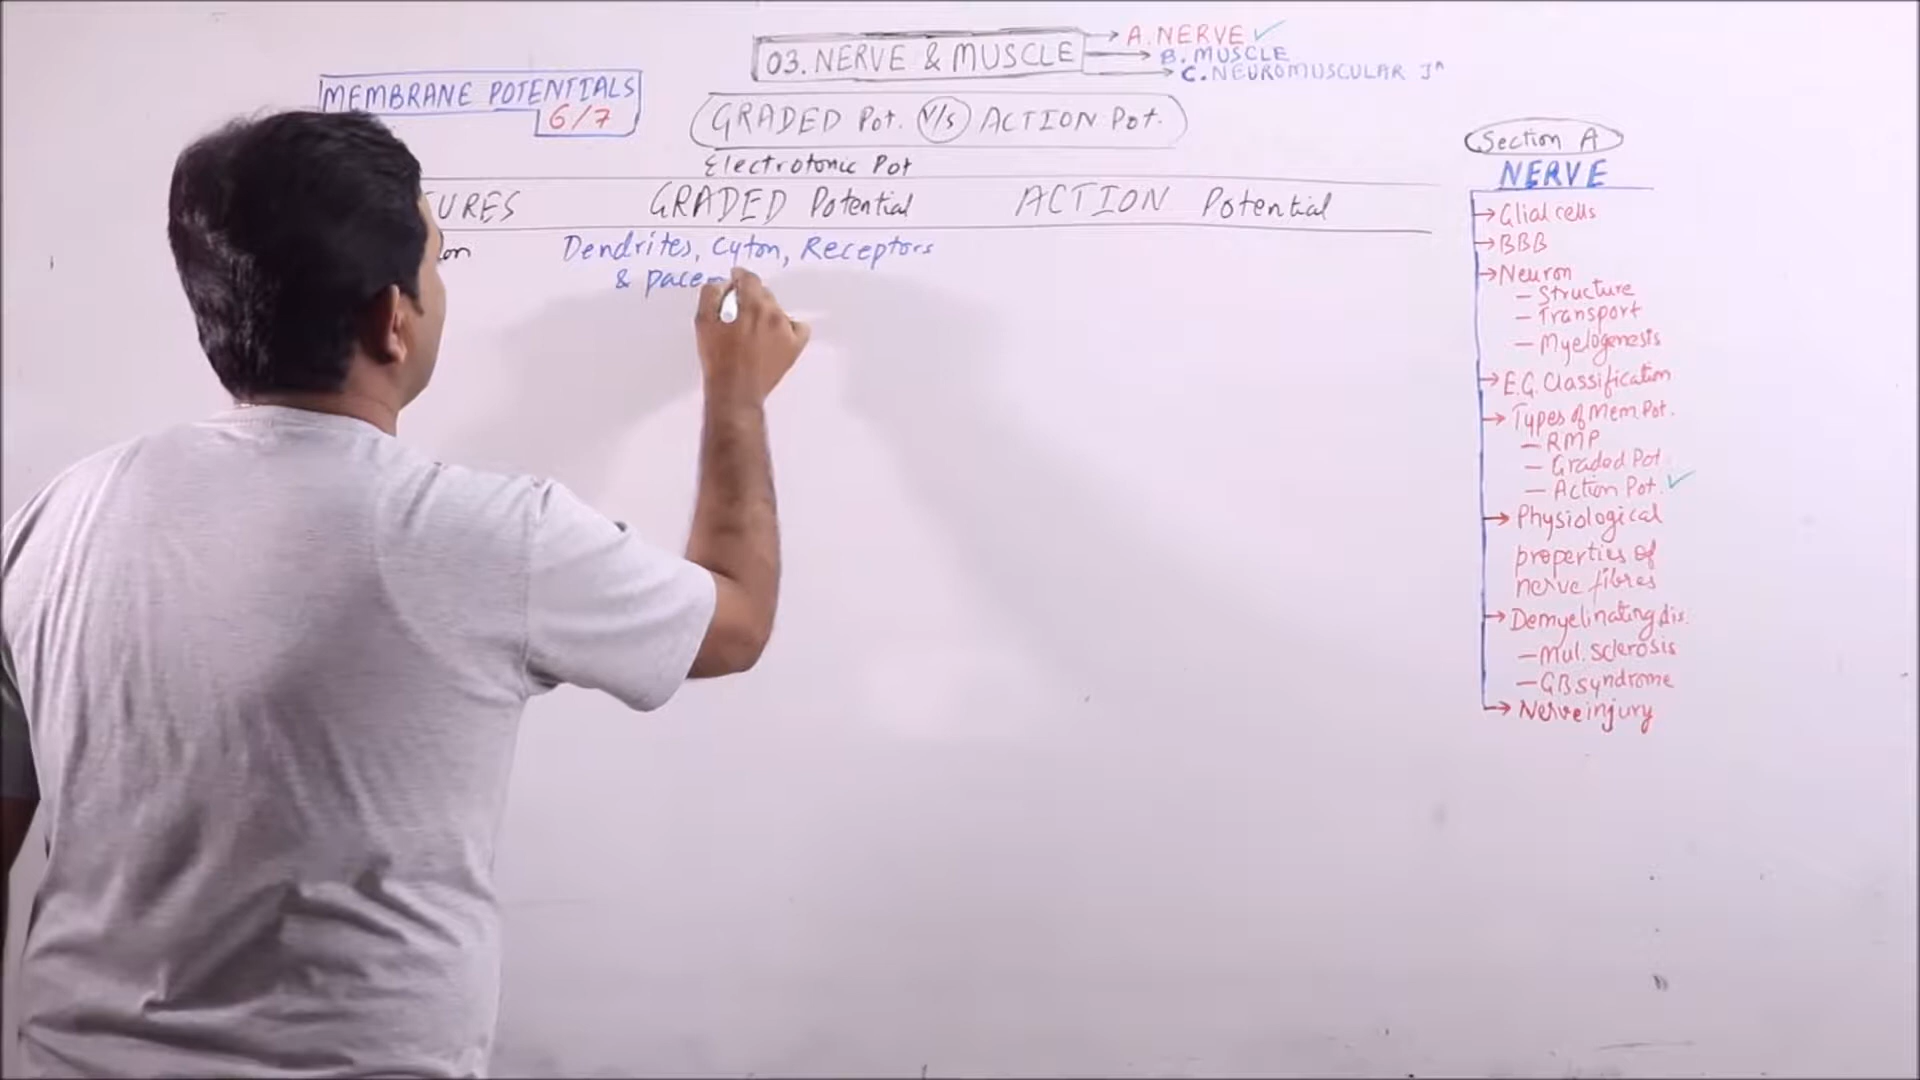 03. NERVE & MUSCLE
A. NERVE ✓
B. MUSCLE
C. NEUROMUSCULAR Jⁿ
MEMBRANE POTENTIALS
6/7
GRADED Pot. V/s ACTION Pot.
Electrotonic Pot
URES GRADED Potential ACTION Potential
on Dendrites, Cyton, Receptors
& pacem
Section A
NERVE
Glial cells
BBB
Neuron
- Structure
- Transport
- Myelogenesis
E.G. Classification
Types of Mem Pot.
- RMP
- Graded Pot
- Action Pot. ✓
Physiological
properties of
nerve fibres
Demyelinating dis.
- Mul. Sclerosis
- GB syndrome
Nerve injury